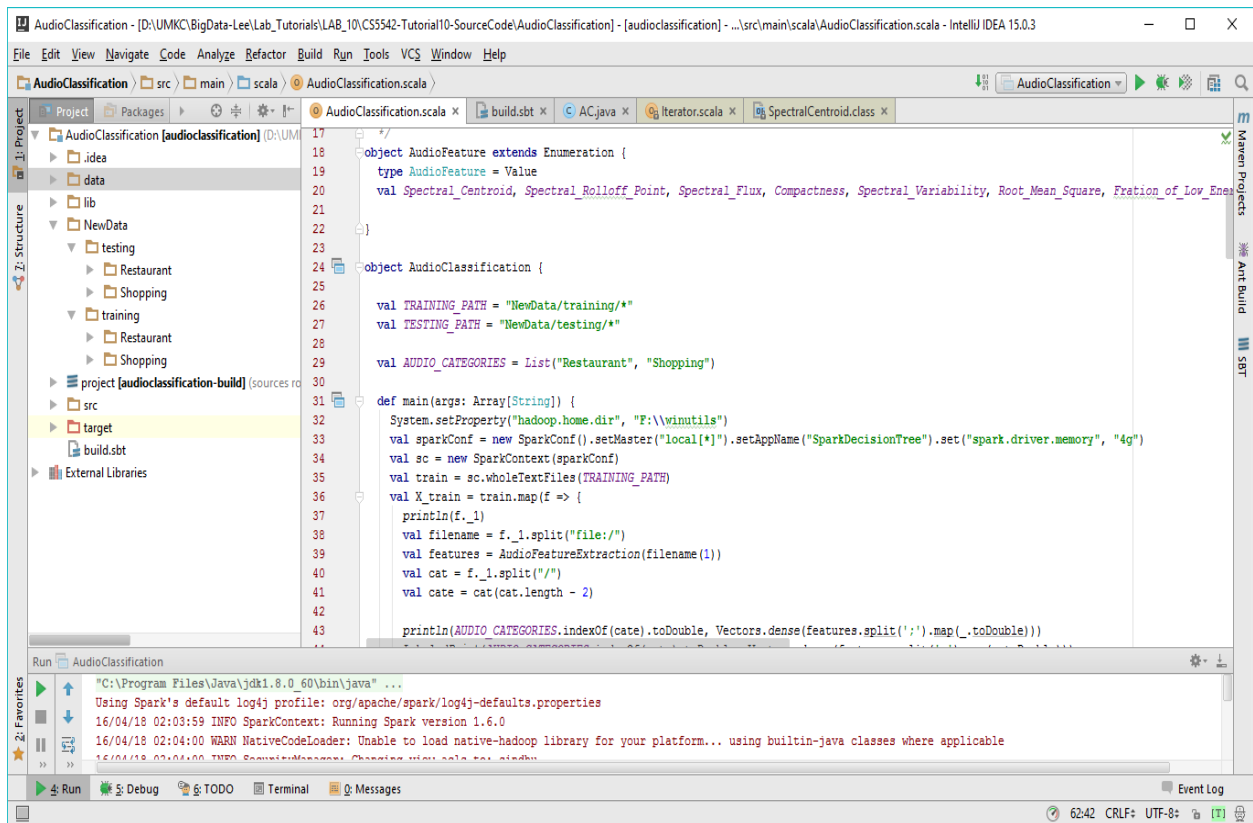 AudioClassification - [D:\UMKC\BigData-Lee\Lab_Tutorials\LAB_10\CS5542-Tutorial10-SourceCode\AudioClassification] - [audioclassification] - ...\src\main\scala\AudioClassification.scala - IntelliJ IDEA 15.0.3
File Edit View Navigate Code Analyze Refactor Build Run Tools VCS Window Help
AudioClassification src main scala AudioClassification.scala
AudioClassification
Project Packages
AudioClassification.scala build.sbt AC.java Iterator.scala SpectralCentroid.class
1: Project
7: Structure
2: Favorites
AudioClassification [audioclassification] (D:\UM
.idea
data
lib
NewData
testing
Restaurant
Shopping
training
Restaurant
Shopping
project [audioclassification-build] (sources ro
src
target
build.sbt
External Libraries
17 */
18 object AudioFeature extends Enumeration {
19 type AudioFeature = Value
20 val Spectral_Centroid, Spectral_Rolloff_Point, Spectral_Flux, Compactness, Spectral_Variability, Root_Mean_Square, Fration_of_Low_Ener
21
22 }
23
24 object AudioClassification {
25
26 val TRAINING_PATH = "NewData/training/*"
27 val TESTING_PATH = "NewData/testing/*"
28
29 val AUDIO_CATEGORIES = List("Restaurant", "Shopping")
30
31 def main(args: Array[String]) {
32 System.setProperty("hadoop.home.dir", "F:\\winutils")
33 val sparkConf = new SparkConf().setMaster("local[*]").setAppName("SparkDecisionTree").set("spark.driver.memory", "4g")
34 val sc = new SparkContext(sparkConf)
35 val train = sc.wholeTextFiles(TRAINING_PATH)
36 val X_train = train.map(f => {
37 println(f._1)
38 val filename = f._1.split("file:/")
39 val features = AudioFeatureExtraction(filename(1))
40 val cat = f._1.split("/")
41 val cate = cat(cat.length - 2)
42
43 println(AUDIO_CATEGORIES.indexOf(cate).toDouble, Vectors.dense(features.split(';').map(_.toDouble)))
m Maven Projects
Ant Build
SBT
Run AudioClassification
"C:\Program Files\Java\jdk1.8.0_60\bin\java" ...
Using Spark's default log4j profile: org/apache/spark/log4j-defaults.properties
16/04/18 02:03:59 INFO SparkContext: Running Spark version 1.6.0
16/04/18 02:04:00 WARN NativeCodeLoader: Unable to load native-hadoop library for your platform... using builtin-java classes where applicable
16/04/18 02:04:00 INFO SecurityManager: Changing view acls to: sindhu
4: Run 5: Debug 6: TODO Terminal 0: Messages Event Log
62:42 CRLF UTF-8 [T]